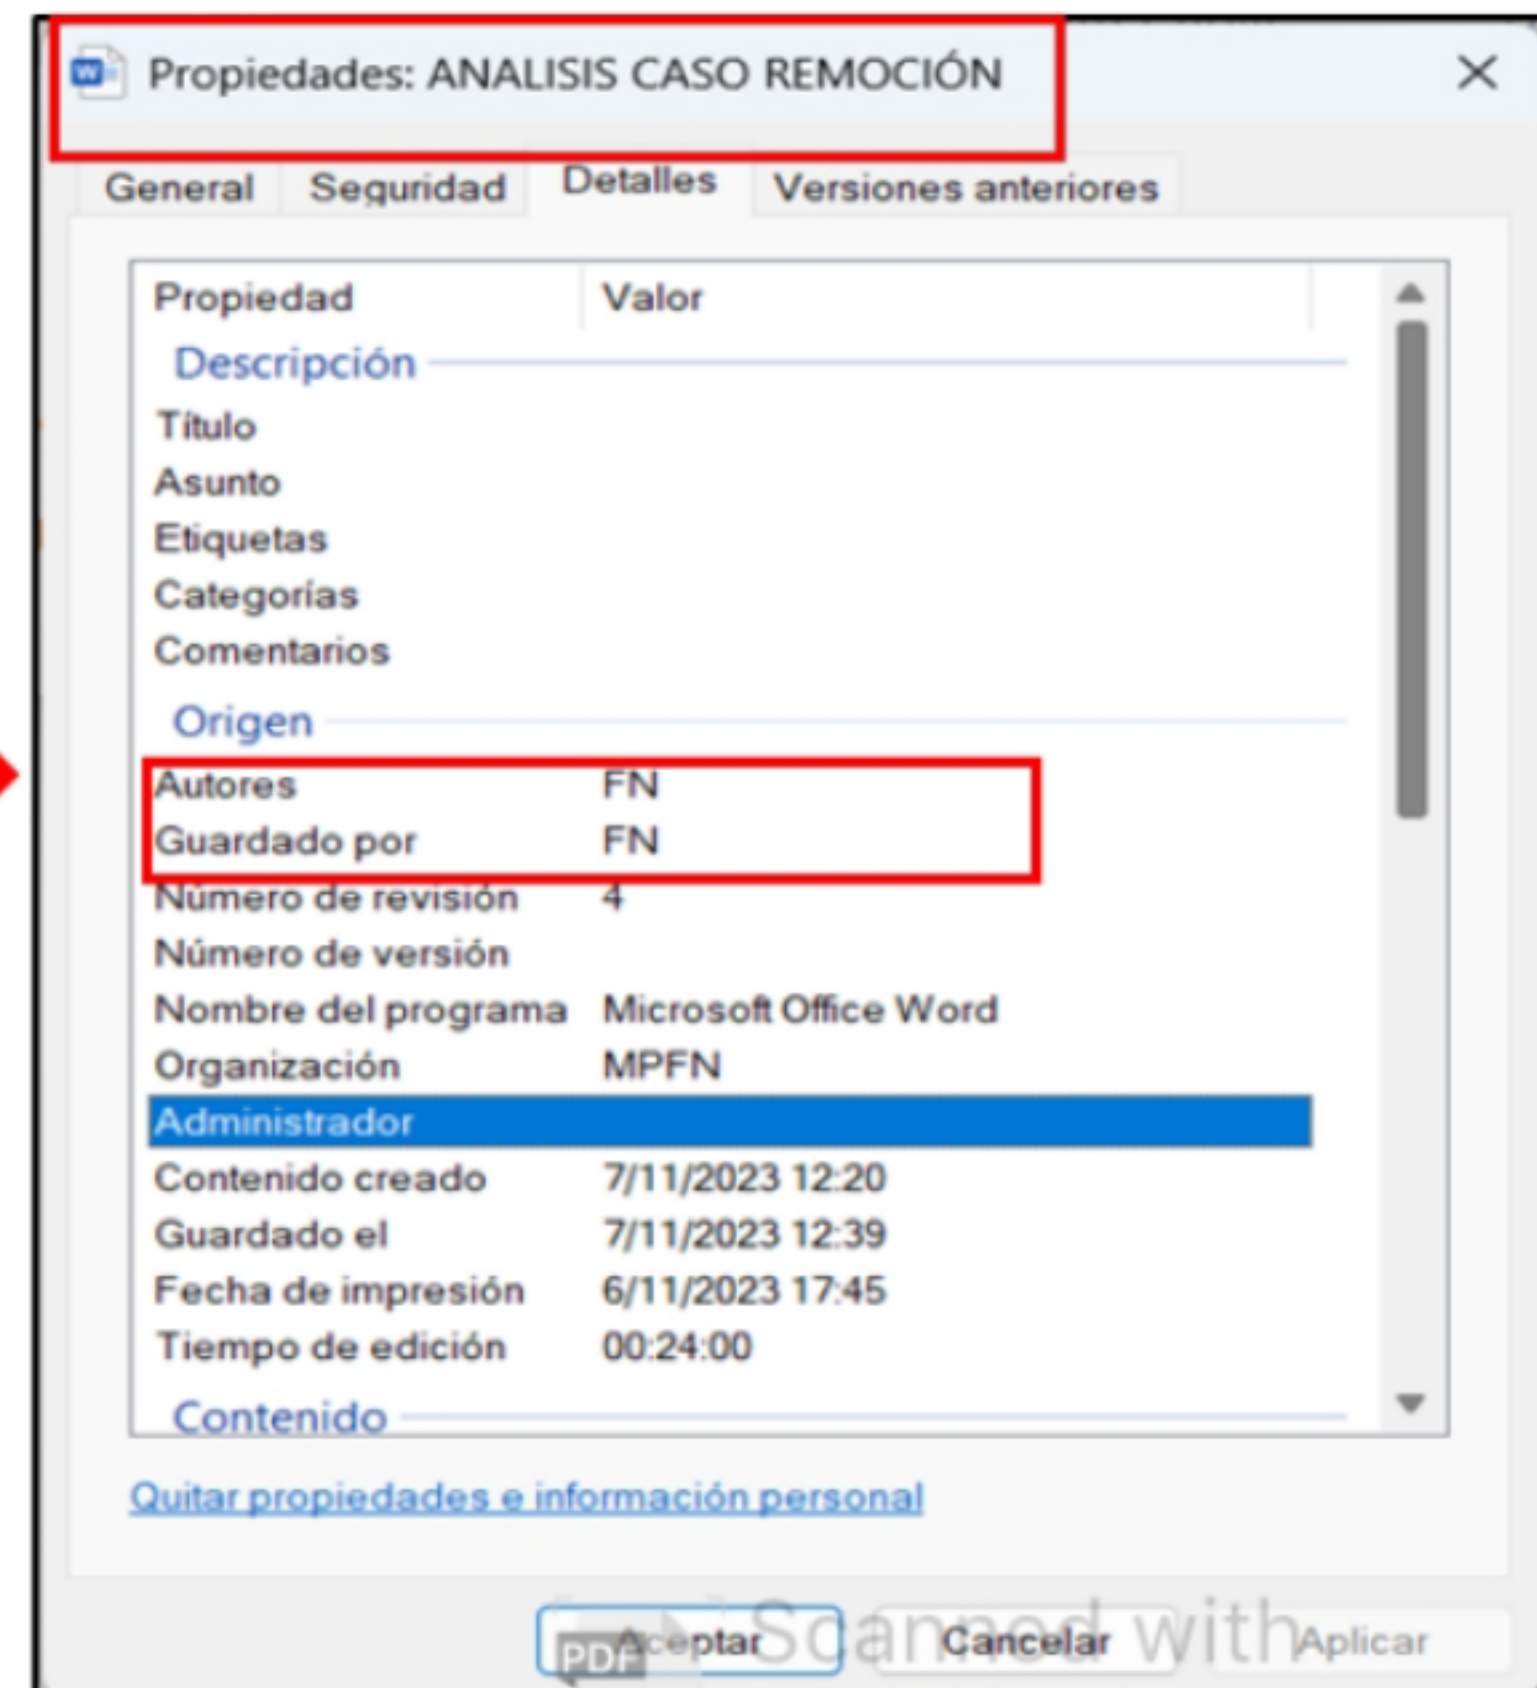 Propiedades: ANALISIS CASO REMOCIÓN
General Seguridad Detalles Versiones anteriores
Propiedad Valor
Descripción
Título
Asunto
Etiquetas
Categorías
Comentarios
Origen
Autores FN
Guardado por FN
Número de revisión 4
Número de versión
Nombre del programa Microsoft Office Word
Organización MPFN
Administrador
Contenido creado 7/11/2023 12:20
Guardado el 7/11/2023 12:39
Fecha de impresión 6/11/2023 17:45
Tiempo de edición 00:24:00
Contenido
Quitar propiedades e información personal
Aceptar Cancelar Aplicar
PDF Scanned with